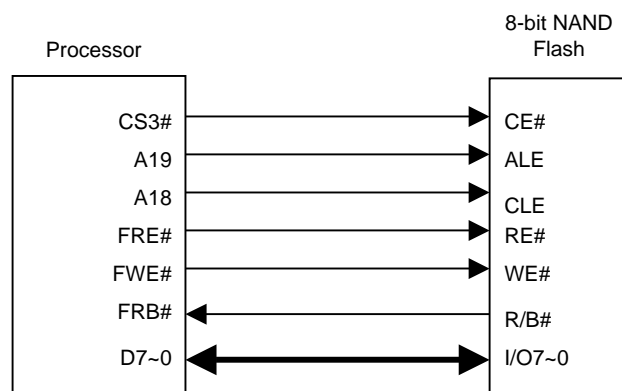 8-bit NAND
Flash
Processor
CS3# CE#
A19 ALE
A18 CLE
FRE# RE#
FWE# WE#
FRB# R/B#
D7~0 I/O7~0